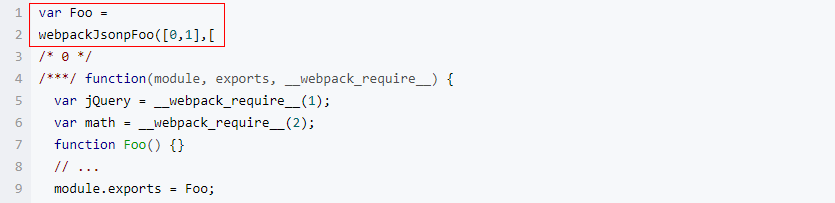 1 var Foo =
2 webpackJsonpFoo([0,1],[
3 /* 0 */
4 /***/ function(module, exports, __webpack_require__) {
5   var jQuery = __webpack_require__(1);
6   var math = __webpack_require__(2);
7   function Foo() {}
8   // ...
9   module.exports = Foo;